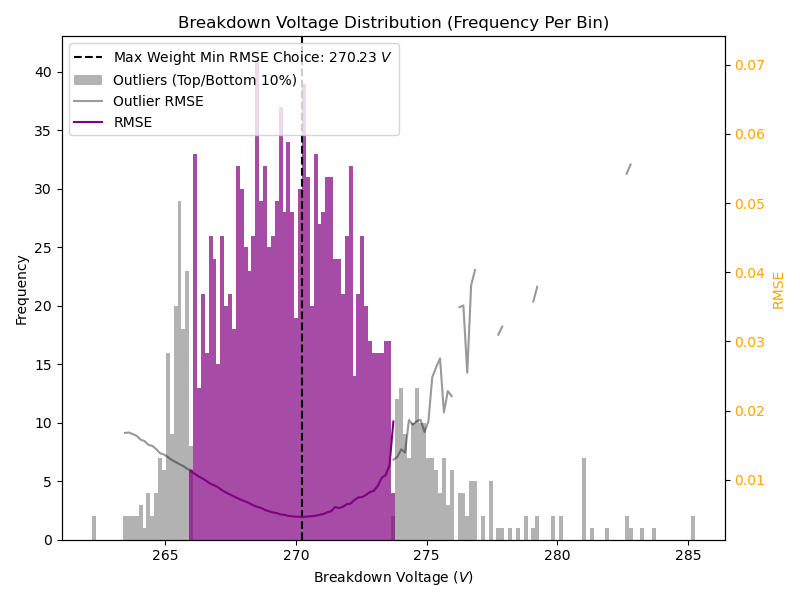 Breakdown Voltage Distribution (Frequency Per Bin)
Max Weight Min RMSE Choice: 270.23 V
Outliers (Top/Bottom 10%)
Outlier RMSE
RMSE
Frequency
40
35
30
25
20
15
10
5
0
0.07
0.06
0.05
0.04
0.03
0.02
0.01
RMSE
265 270 275 280 285
Breakdown Voltage (V)